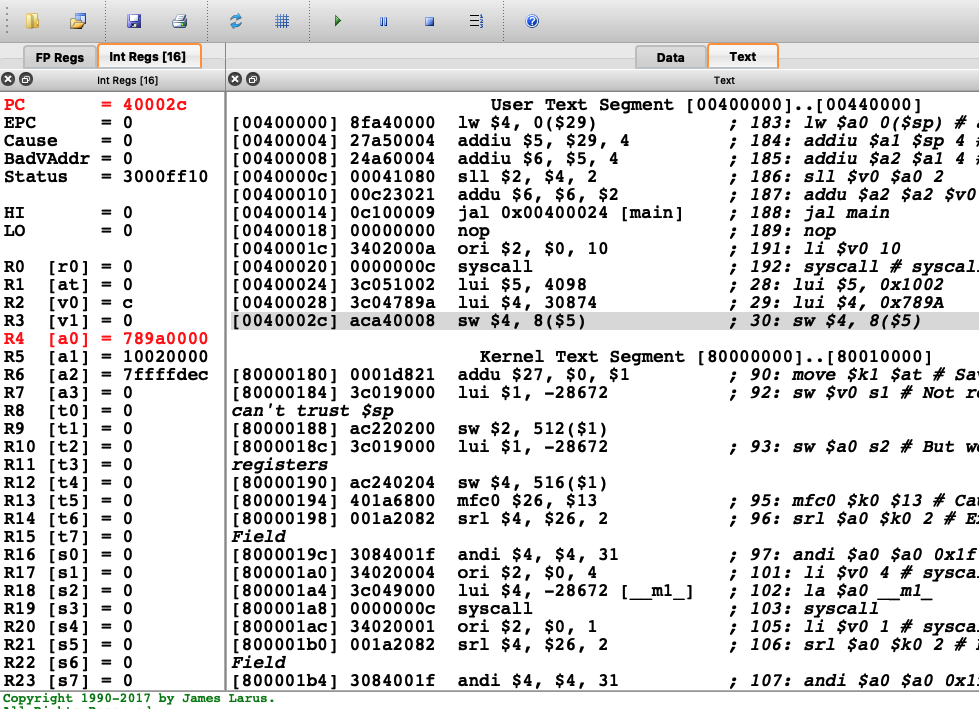 FP Regs Int Regs [16] Data Text
Int Regs [16] Text
PC = 40002c
EPC = 0
Cause = 0
BadVAddr = 0
Status = 3000ff10
HI = 0
LO = 0
R0 [r0] = 0
R1 [at] = 0
R2 [v0] = c
R3 [v1] = 0
R4 [a0] = 789a0000
R5 [a1] = 10020000
R6 [a2] = 7ffffdec
R7 [a3] = 0
R8 [t0] = 0
R9 [t1] = 0
R10 [t2] = 0
R11 [t3] = 0
R12 [t4] = 0
R13 [t5] = 0
R14 [t6] = 0
R15 [t7] = 0
R16 [s0] = 0
R17 [s1] = 0
R18 [s2] = 0
R19 [s3] = 0
R20 [s4] = 0
R21 [s5] = 0
R22 [s6] = 0
R23 [s7] = 0
User Text Segment [00400000]..[00440000]
[00400000] 8fa40000 lw $4, 0($29) ; 183: lw $a0 0($sp) #
[00400004] 27a50004 addiu $5, $29, 4 ; 184: addiu $a1 $sp 4 #
[00400008] 24a60004 addiu $6, $5, 4 ; 185: addiu $a2 $a1 4 #
[0040000c] 00041080 sll $2, $4, 2 ; 186: sll $v0 $a0 2
[00400010] 00c23021 addu $6, $6, $2 ; 187: addu $a2 $a2 $v0
[00400014] 0c100009 jal 0x00400024 [main] ; 188: jal main
[00400018] 00000000 nop ; 189: nop
[0040001c] 3402000a ori $2, $0, 10 ; 191: li $v0 10
[00400020] 0000000c syscall ; 192: syscall # syscal
[00400024] 3c051002 lui $5, 4098 ; 28: lui $5, 0x1002
[00400028] 3c04789a lui $4, 30874 ; 29: lui $4, 0x789A
[0040002c] aca40008 sw $4, 8($5) ; 30: sw $4, 8($5)
Kernel Text Segment [80000000]..[80010000]
[80000180] 0001d821 addu $27, $0, $1 ; 90: move $k1 $at # Sav
[80000184] 3c019000 lui $1, -28672 ; 92: sw $v0 s1 # Not re
can't trust $sp
[80000188] ac220200 sw $2, 512($1)
[8000018c] 3c019000 lui $1, -28672 ; 93: sw $a0 s2 # But we
registers
[80000190] ac240204 sw $4, 516($1)
[80000194] 401a6800 mfc0 $26, $13 ; 95: mfc0 $k0 $13 # Cau
[80000198] 001a2082 srl $4, $26, 2 ; 96: srl $a0 $k0 2 # Ex
Field
[8000019c] 3084001f andi $4, $4, 31 ; 97: andi $a0 $a0 0x1f
[800001a0] 34020004 ori $2, $0, 4 ; 101: li $v0 4 # syscal
[800001a4] 3c049000 lui $4, -28672 [__m1_] ; 102: la $a0 __m1_
[800001a8] 0000000c syscall ; 103: syscall
[800001ac] 34020001 ori $2, $0, 1 ; 105: li $v0 1 # syscal
[800001b0] 001a2082 srl $4, $26, 2 ; 106: srl $a0 $k0 2 #
Field
[800001b4] 3084001f andi $4, $4, 31 ; 107: andi $a0 $a0 0x1f
Copyright 1990-2017 by James Larus.